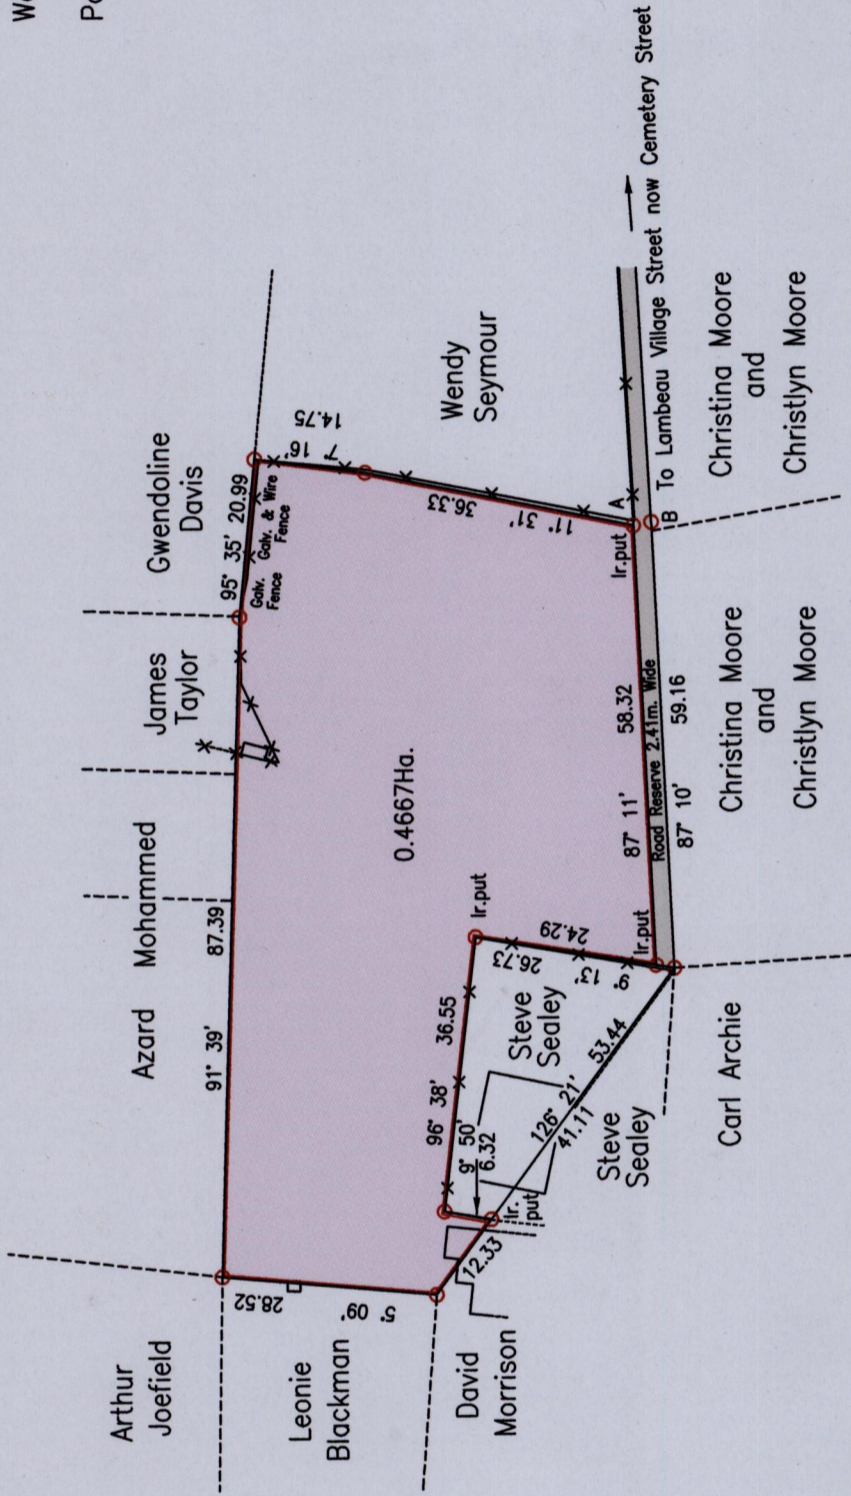 We
Po
Arthur
Joefield
Azard Mohammed
James
Taylor
Gwendoline
Davis
91° 39' 87.39
95° 35' 20.99
Galv.
Fence
Galv. & Wire
Fence
7° 16' 14.75
11° 31' 36.33
Wendy
Seymour
28.52
5° 09'
Leonie
Blackman
0.4667Ha.
David
Morrison
12.33
Ir.
put
9° 50'
6.32
96° 38' 36.55
Ir.put
Steve
Sealey
26.73
24.29
9° 13'
Ir.put
126° 21' 53.44
41.11
Steve
Sealey
Carl Archie
87° 11' 58.32
Road Reserve 2.41m. Wide
87° 10' 59.16
Ir.put
A
B
To Lambeau Village Street now Cemetery Street
Christina Moore
and
Christlyn Moore
Christina Moore
and
Christlyn Moore